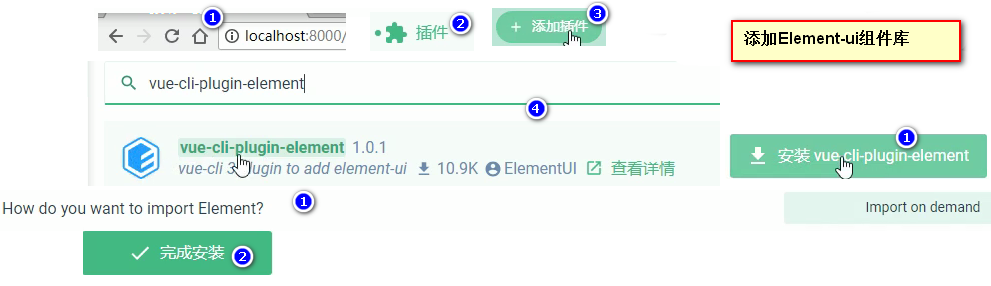 1
localhost:8000/
插件
2
添加插件
3
添加Element-ui组件库
vue-cli-plugin-element
4
vue-cli-plugin-element 1.0.1
vue-cli 3 plugin to add element-ui 10.9K ElementUI 查看详情
安装 vue-cli-plugin-element
1
How do you want to import Element?
1
Import on demand
完成安装
2